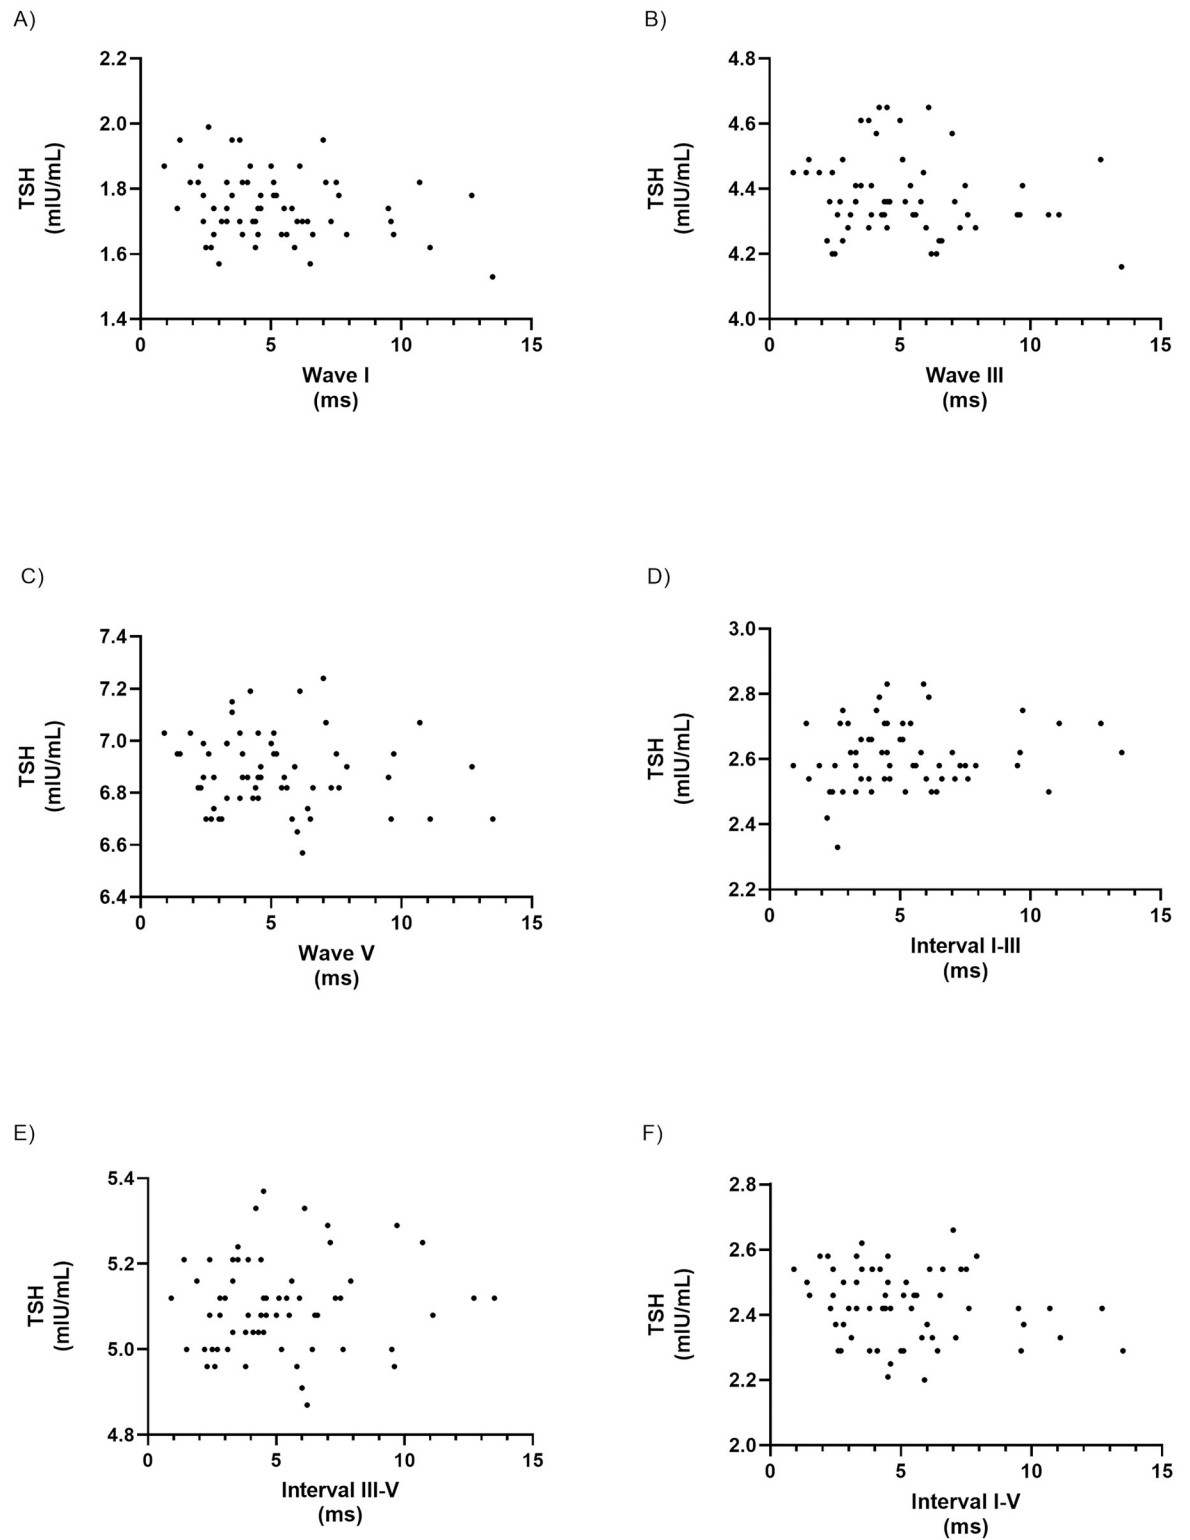 A)
2.2
2.0
1.8
1.6
1.4
TSH
(mIU/mL)
0 5 10 15
Wave I
(ms)
B)
4.8
4.6
4.4
4.2
4.0
TSH
(mIU/mL)
0 5 10 15
Wave III
(ms)
C)
7.4
7.2
7.0
6.8
6.6
6.4
TSH
(mIU/mL)
0 5 10 15
Wave V
(ms)
D)
3.0
2.8
2.6
2.4
2.2
TSH
(mIU/mL)
0 5 10 15
Interval I-III
(ms)
E)
5.4
5.2
5.0
4.8
TSH
(mIU/mL)
0 5 10 15
Interval III-V
(ms)
F)
2.8
2.6
2.4
2.2
2.0
TSH
(mIU/mL)
0 5 10 15
Interval I-V
(ms)